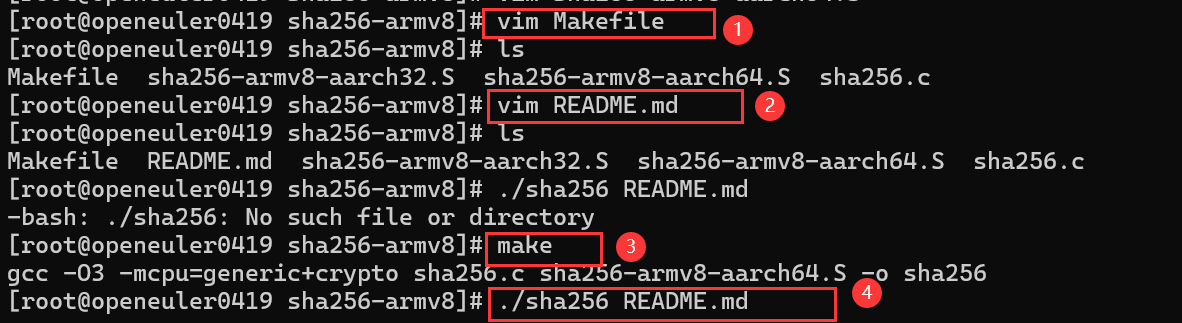 [root@openeuler0419 sha256-armv8]# vim Makefile
1
[root@openeuler0419 sha256-armv8]# ls
Makefile  sha256-armv8-aarch32.S  sha256-armv8-aarch64.S  sha256.c
[root@openeuler0419 sha256-armv8]# vim README.md
2
[root@openeuler0419 sha256-armv8]# ls
Makefile  README.md  sha256-armv8-aarch32.S  sha256-armv8-aarch64.S  sha256.c
[root@openeuler0419 sha256-armv8]# ./sha256 README.md
-bash: ./sha256: No such file or directory
[root@openeuler0419 sha256-armv8]# make
3
gcc -O3 -mcpu=generic+crypto sha256.c sha256-armv8-aarch64.S -o sha256
[root@openeuler0419 sha256-armv8]# ./sha256 README.md
4